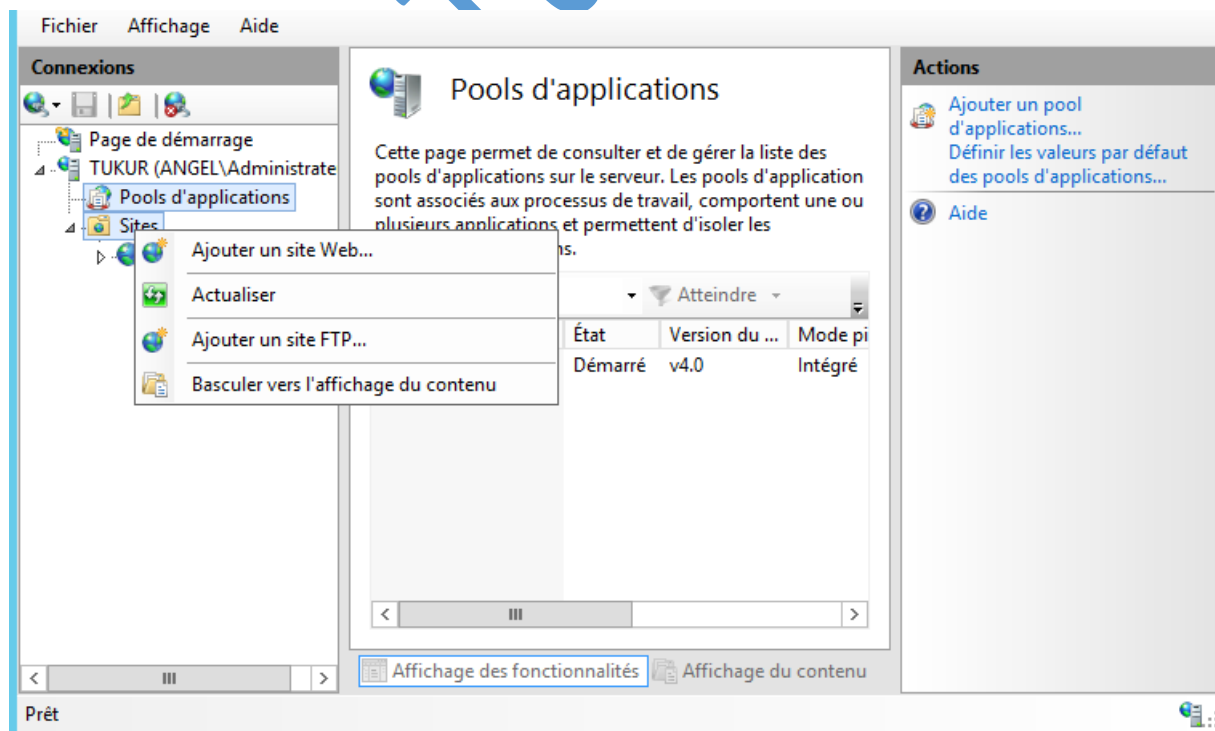 Fichier Affichage Aide
Connexions
Page de démarrage
TUKUR (ANGEL\Administrate
Pools d'applications
Sites
Ajouter un site Web...
Actualiser
Ajouter un site FTP...
Basculer vers l'affichage du contenu
Pools d'applications
Cette page permet de consulter et de gérer la liste des
pools d'applications sur le serveur. Les pools d'application
sont associés aux processus de travail, comportent une ou
plusieurs applications et permettent d'isoler les
ns.
Atteindre
État Version du ... Mode pi
Démarré v4.0 Intégré
Affichage des fonctionnalités Affichage du contenu
Actions
Ajouter un pool
d'applications...
Définir les valeurs par défaut
des pools d'applications...
Aide
Prêt